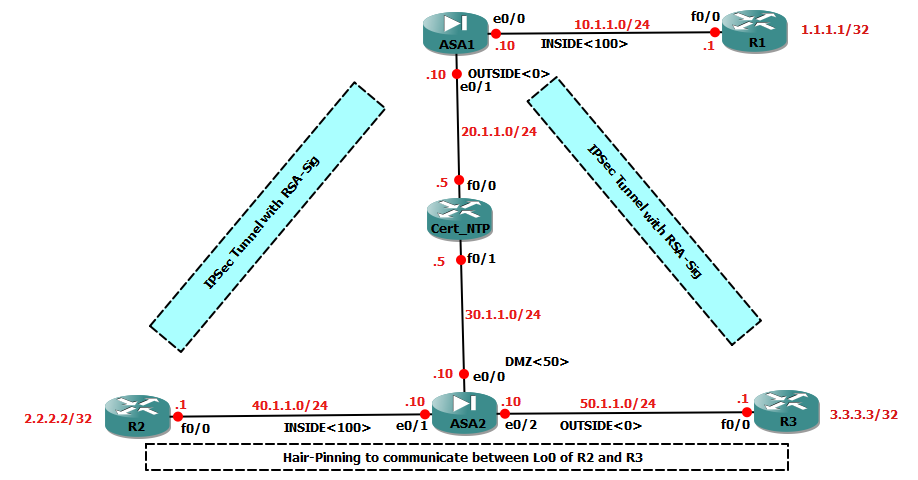 e0/0
10.1.1.0/24
f0/0
ASA1
.10
INSIDE<100>
.1
R1
1.1.1.1/32
.10
OUTSIDE<0>
e0/1
20.1.1.0/24
IPSec Tunnel with RSA-Sig
IPSec Tunnel with RSA-Sig
.5
f0/0
Cert_NTP
.5
f0/1
30.1.1.0/24
DMZ<50>
.10
e0/0
2.2.2.2/32
R2
.1
f0/0
40.1.1.0/24
INSIDE<100>
.10
e0/1
ASA2
.10
e0/2
50.1.1.0/24
OUTSIDE<0>
.1
f0/0
R3
3.3.3.3/32
Hair-Pinning to communicate between Lo0 of R2 and R3